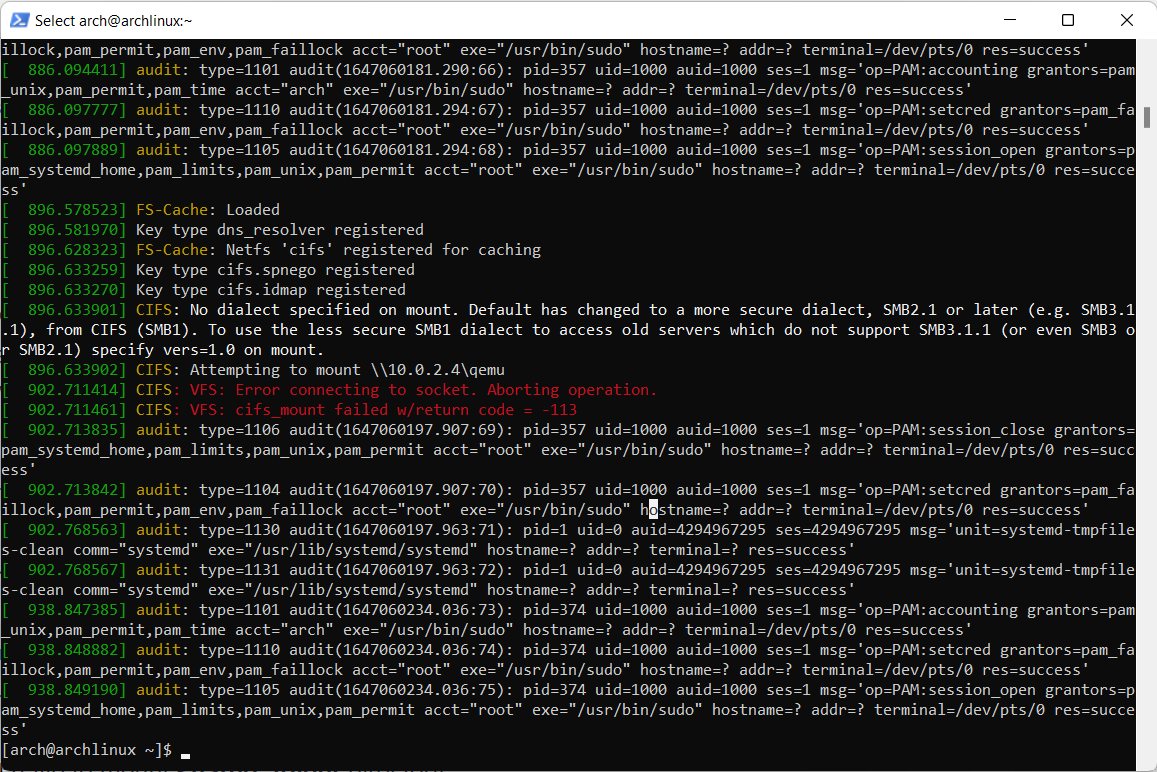 Select arch@archlinux:~
illock,pam_permit,pam_env,pam_faillock acct="root" exe="/usr/bin/sudo" hostname=? addr=? terminal=/dev/pts/0 res=success'
[  886.094411] audit: type=1101 audit(1647060181.290:66): pid=357 uid=1000 auid=1000 ses=1 msg='op=PAM:accounting grantors=pam
_unix,pam_permit,pam_time acct="arch" exe="/usr/bin/sudo" hostname=? addr=? terminal=/dev/pts/0 res=success'
[  886.097777] audit: type=1110 audit(1647060181.294:67): pid=357 uid=1000 auid=1000 ses=1 msg='op=PAM:setcred grantors=pam_fa
illock,pam_permit,pam_env,pam_faillock acct="root" exe="/usr/bin/sudo" hostname=? addr=? terminal=/dev/pts/0 res=success'
[  886.097889] audit: type=1105 audit(1647060181.294:68): pid=357 uid=1000 auid=1000 ses=1 msg='op=PAM:session_open grantors=p
am_systemd_home,pam_limits,pam_unix,pam_permit acct="root" exe="/usr/bin/sudo" hostname=? addr=? terminal=/dev/pts/0 res=succe
ss'
[  896.578523] FS-Cache: Loaded
[  896.581970] Key type dns_resolver registered
[  896.628323] FS-Cache: Netfs 'cifs' registered for caching
[  896.633259] Key type cifs.spnego registered
[  896.633270] Key type cifs.idmap registered
[  896.633901] CIFS: No dialect specified on mount. Default has changed to a more secure dialect, SMB2.1 or later (e.g. SMB3.1
.1), from CIFS (SMB1). To use the less secure SMB1 dialect to access old servers which do not support SMB3.1.1 (or even SMB3 o
r SMB2.1) specify vers=1.0 on mount.
[  896.633902] CIFS: Attempting to mount \\10.0.2.4\qemu
[  902.711414] CIFS: VFS: Error connecting to socket. Aborting operation.
[  902.711461] CIFS: VFS: cifs_mount failed w/return code = -113
[  902.713835] audit: type=1106 audit(1647060197.907:69): pid=357 uid=1000 auid=1000 ses=1 msg='op=PAM:session_close grantors=
pam_systemd_home,pam_limits,pam_unix,pam_permit acct="root" exe="/usr/bin/sudo" hostname=? addr=? terminal=/dev/pts/0 res=succ
ess'
[  902.713842] audit: type=1104 audit(1647060197.907:70): pid=357 uid=1000 auid=1000 ses=1 msg='op=PAM:setcred grantors=pam_fa
illock,pam_permit,pam_env,pam_faillock acct="root" exe="/usr/bin/sudo" hostname=? addr=? terminal=/dev/pts/0 res=success'
[  902.768563] audit: type=1130 audit(1647060197.963:71): pid=1 uid=0 auid=4294967295 ses=4294967295 msg='unit=systemd-tmpfile
s-clean comm="systemd" exe="/usr/lib/systemd/systemd" hostname=? addr=? terminal=? res=success'
[  902.768567] audit: type=1131 audit(1647060197.963:72): pid=1 uid=0 auid=4294967295 ses=4294967295 msg='unit=systemd-tmpfile
s-clean comm="systemd" exe="/usr/lib/systemd/systemd" hostname=? addr=? terminal=? res=success'
[  938.847385] audit: type=1101 audit(1647060234.036:73): pid=374 uid=1000 auid=1000 ses=1 msg='op=PAM:accounting grantors=pam
_unix,pam_permit,pam_time acct="arch" exe="/usr/bin/sudo" hostname=? addr=? terminal=/dev/pts/0 res=success'
[  938.848882] audit: type=1110 audit(1647060234.036:74): pid=374 uid=1000 auid=1000 ses=1 msg='op=PAM:setcred grantors=pam_fa
illock,pam_permit,pam_env,pam_faillock acct="root" exe="/usr/bin/sudo" hostname=? addr=? terminal=/dev/pts/0 res=success'
[  938.849190] audit: type=1105 audit(1647060234.036:75): pid=374 uid=1000 auid=1000 ses=1 msg='op=PAM:session_open grantors=p
am_systemd_home,pam_limits,pam_unix,pam_permit acct="root" exe="/usr/bin/sudo" hostname=? addr=? terminal=/dev/pts/0 res=succe
ss'
[arch@archlinux ~]$